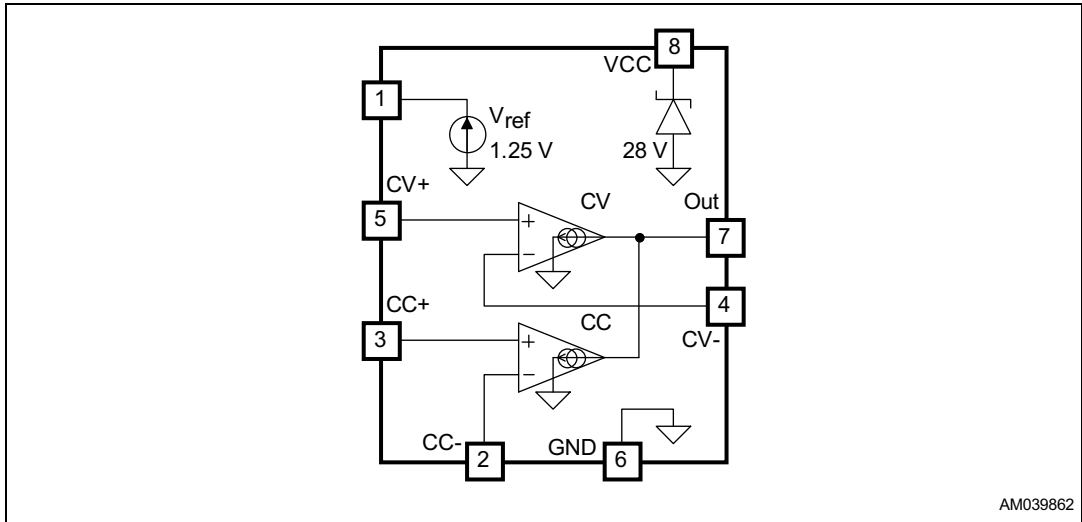 8
VCC
1
Vref
1.25 V
28 V
CV+
CV
Out
5
+
7
−
CC+
CC
4
CV-
3
+
−
CC-
GND
2
6
AM039862